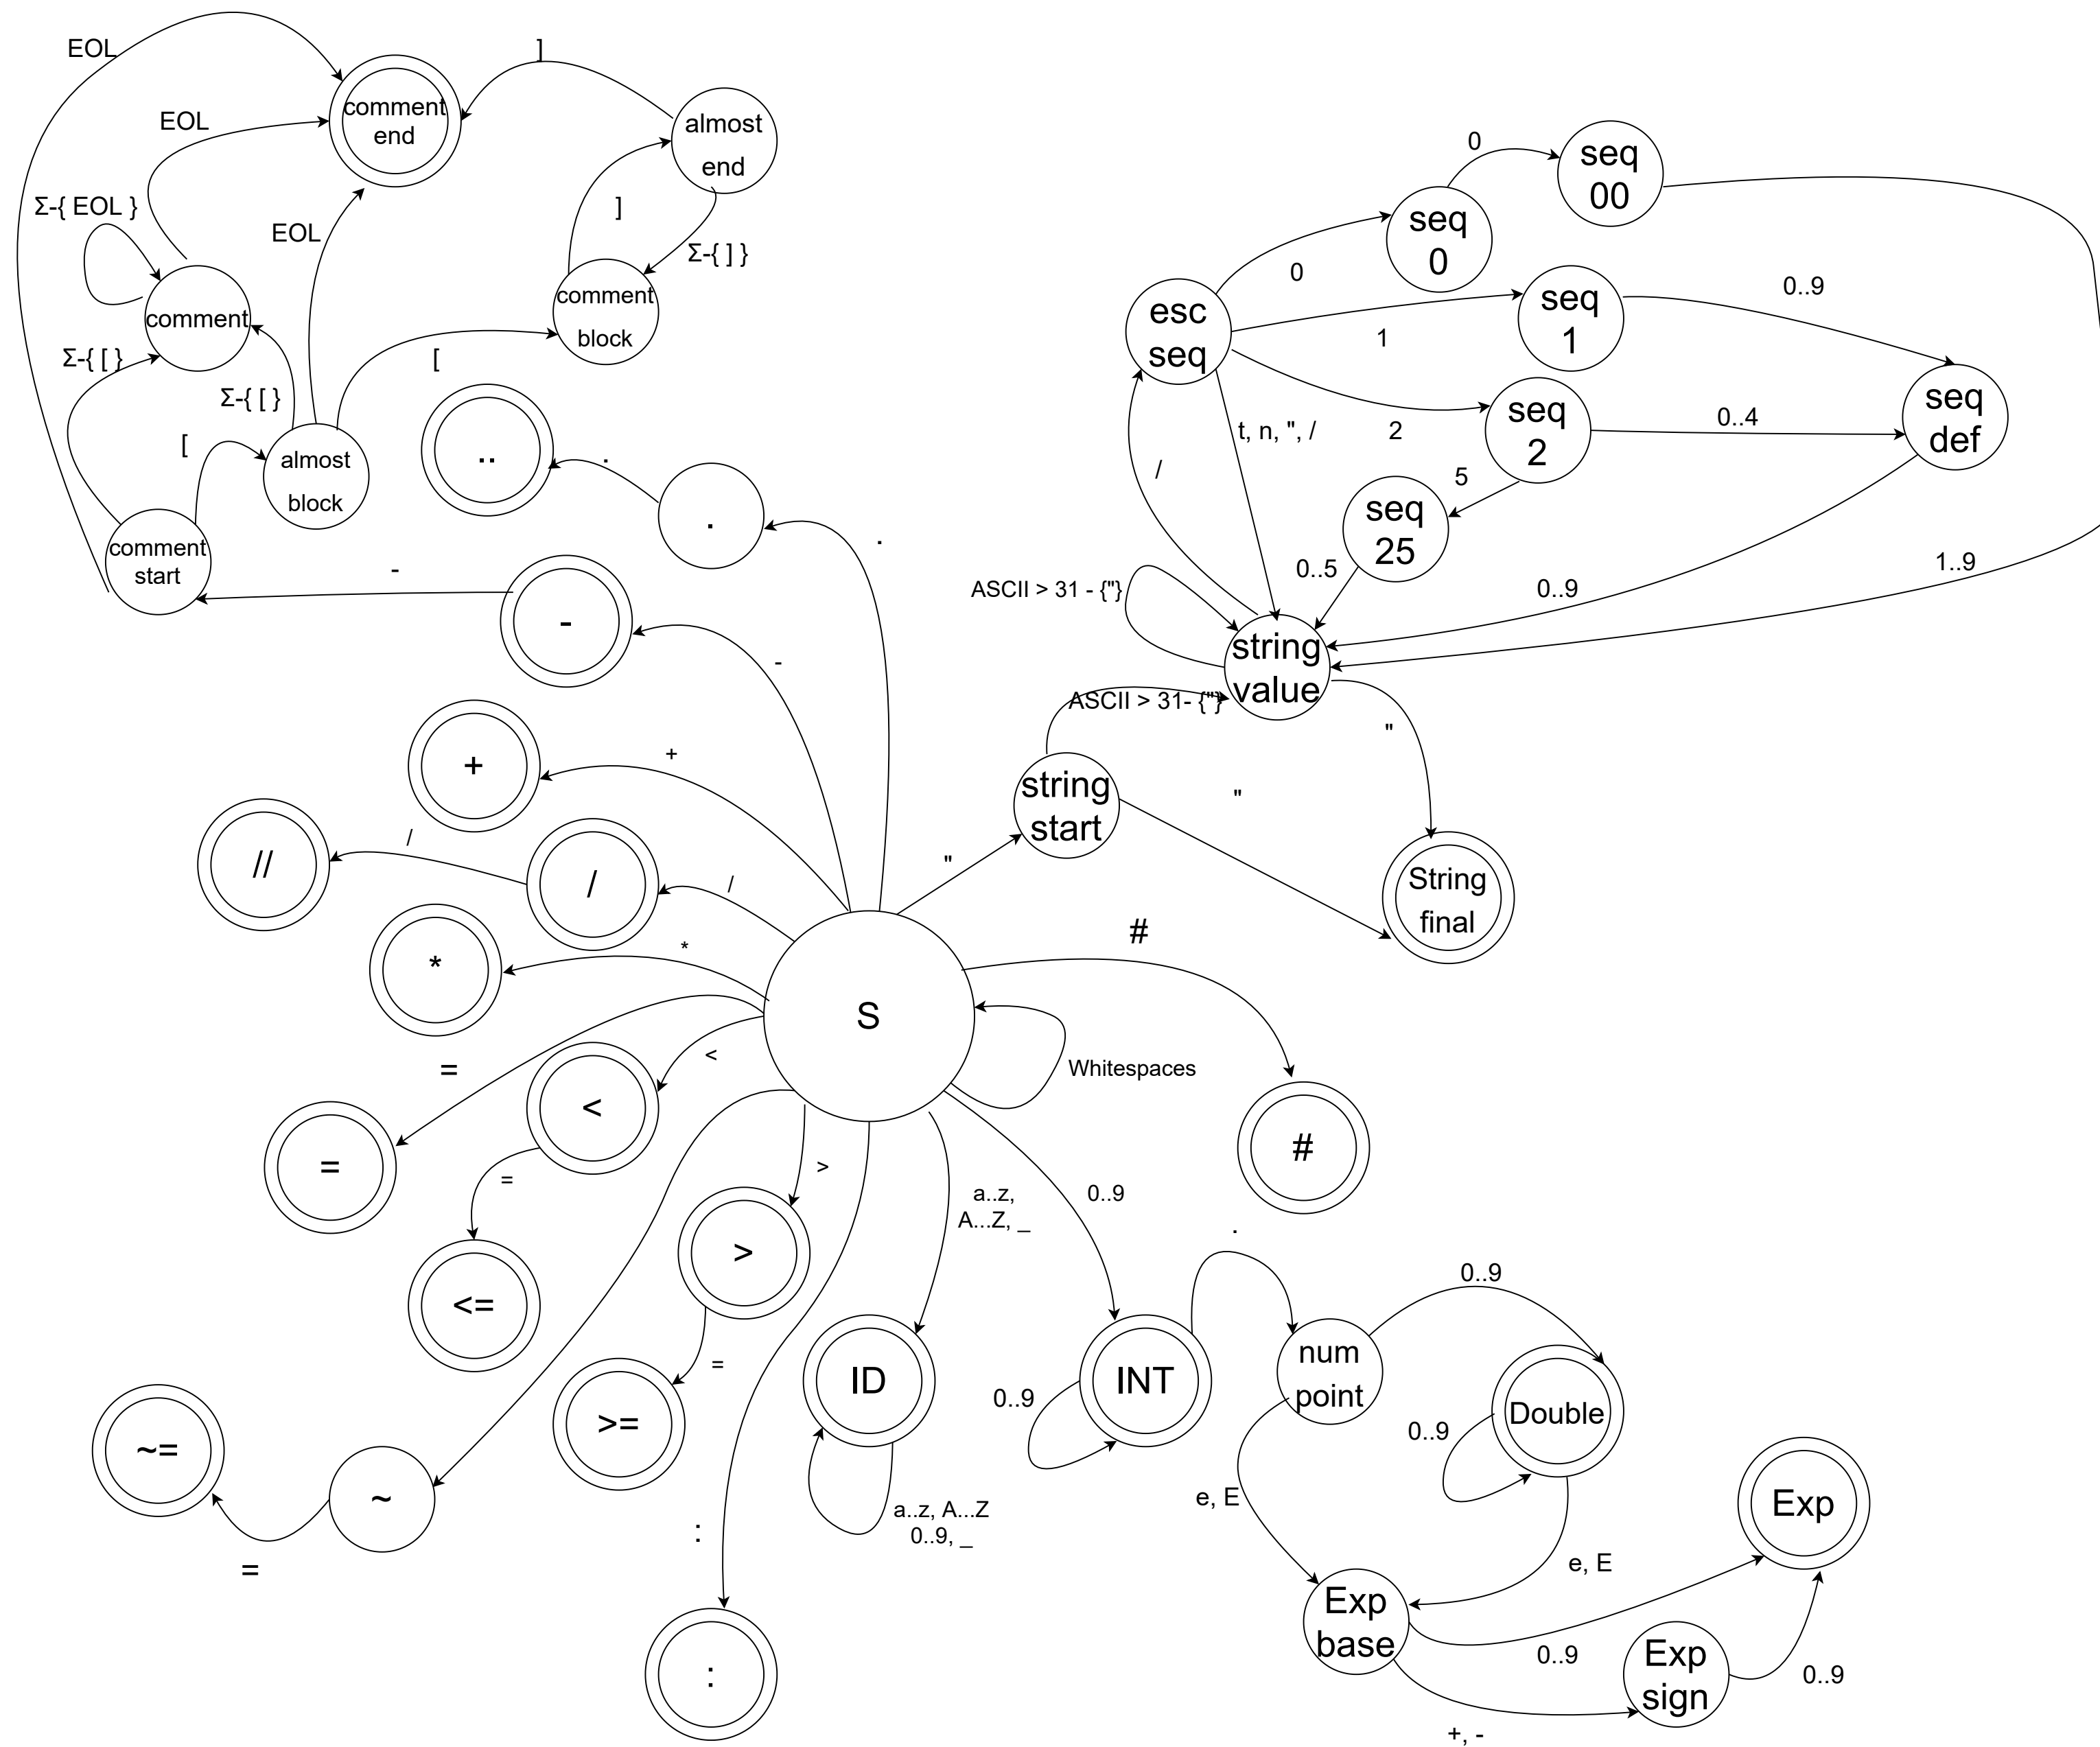 EOL
]
comment
end
almost
end
EOL
0
seq
00
Σ-{ EOL }
]
EOL
seq
0
Σ-{ ] }
0
comment
block
esc
seq
seq
1
0..9
comment
1
Σ-{ [ }
[
Σ-{ [ }
seq
2
seq
def
0..4
t, n, ", /
2
[
almost
block
..
.
.
/
5
seq
25
comment
start
-
.
0..5
1..9
ASCII > 31 - {"}
0..9
-
-
string
value
ASCII > 31- {"}
"
+
+
string
start
"
/
//
/
/
"
String
final
*
*
#
S
=
<
Whitespaces
<
#
=
=
>
a..z,
A...Z, _
0..9
.
>
<=
0..9
=
num
point
ID
INT
0..9
Double
0..9
>=
~=
~
e, E
Exp
:
a..z, A...Z
0..9, _
=
e, E
Exp
base
0..9
Exp
sign
0..9
:
+, -